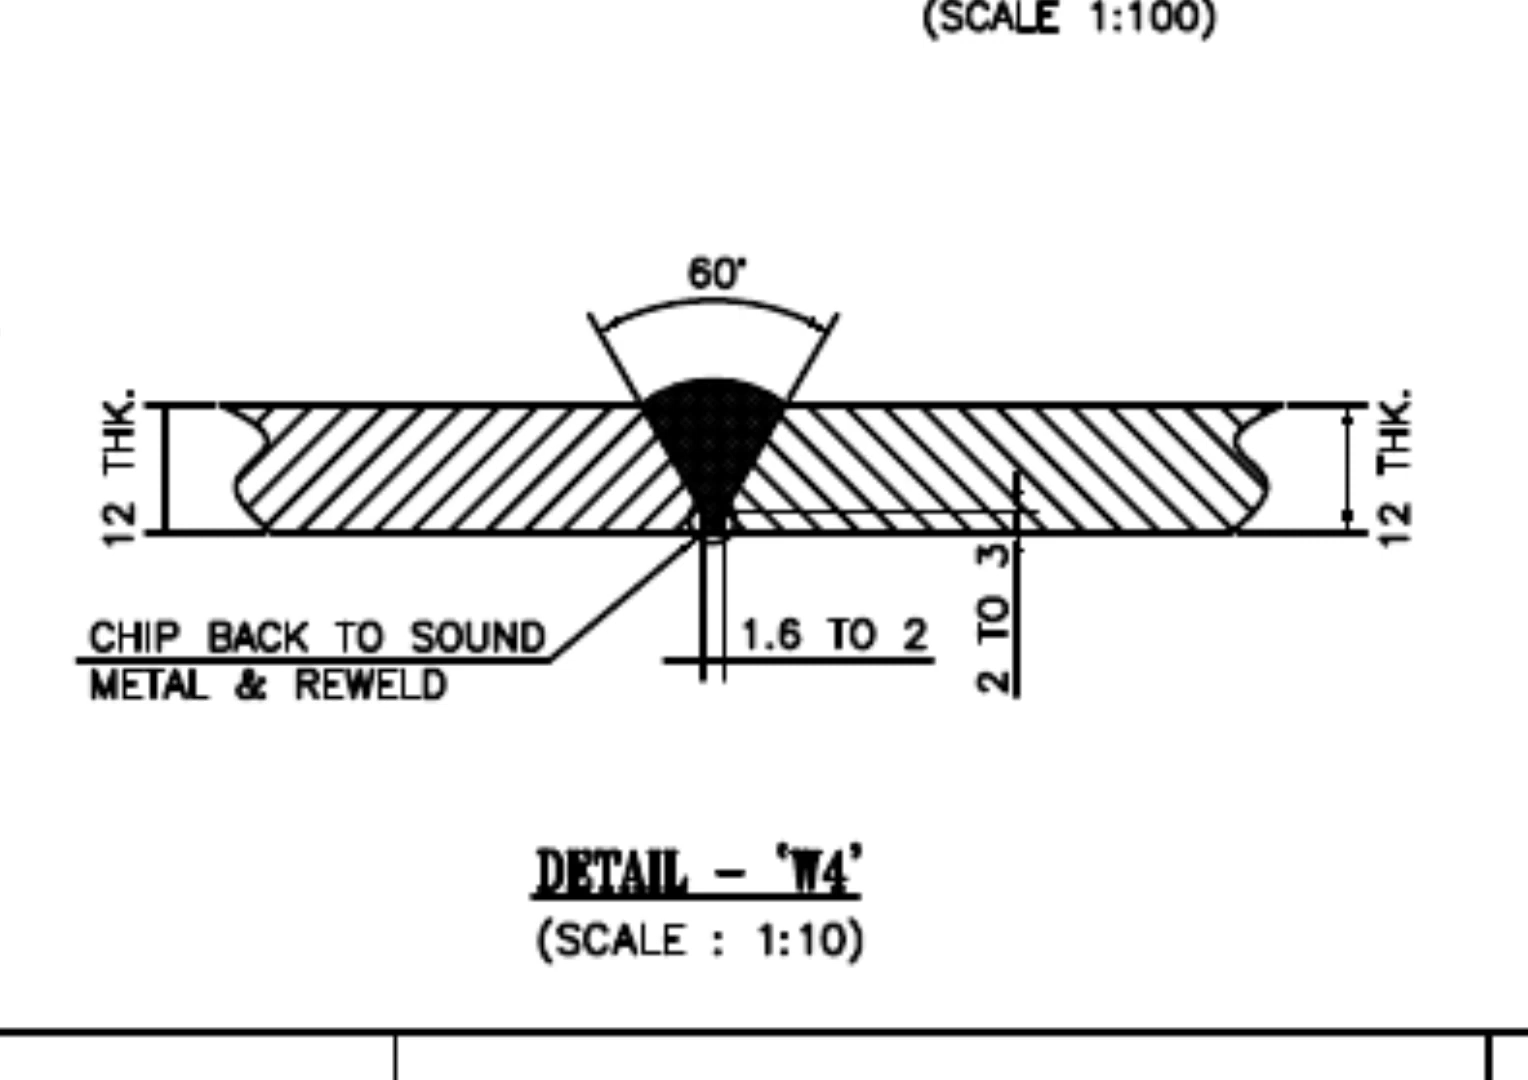 (SCALE 1:100)
60°
12 THK.
12 THK.
CHIP BACK TO SOUND
METAL & REWELD
1.6 TO 2
2 TO 3
DETAIL - 'W4'
(SCALE : 1:10)